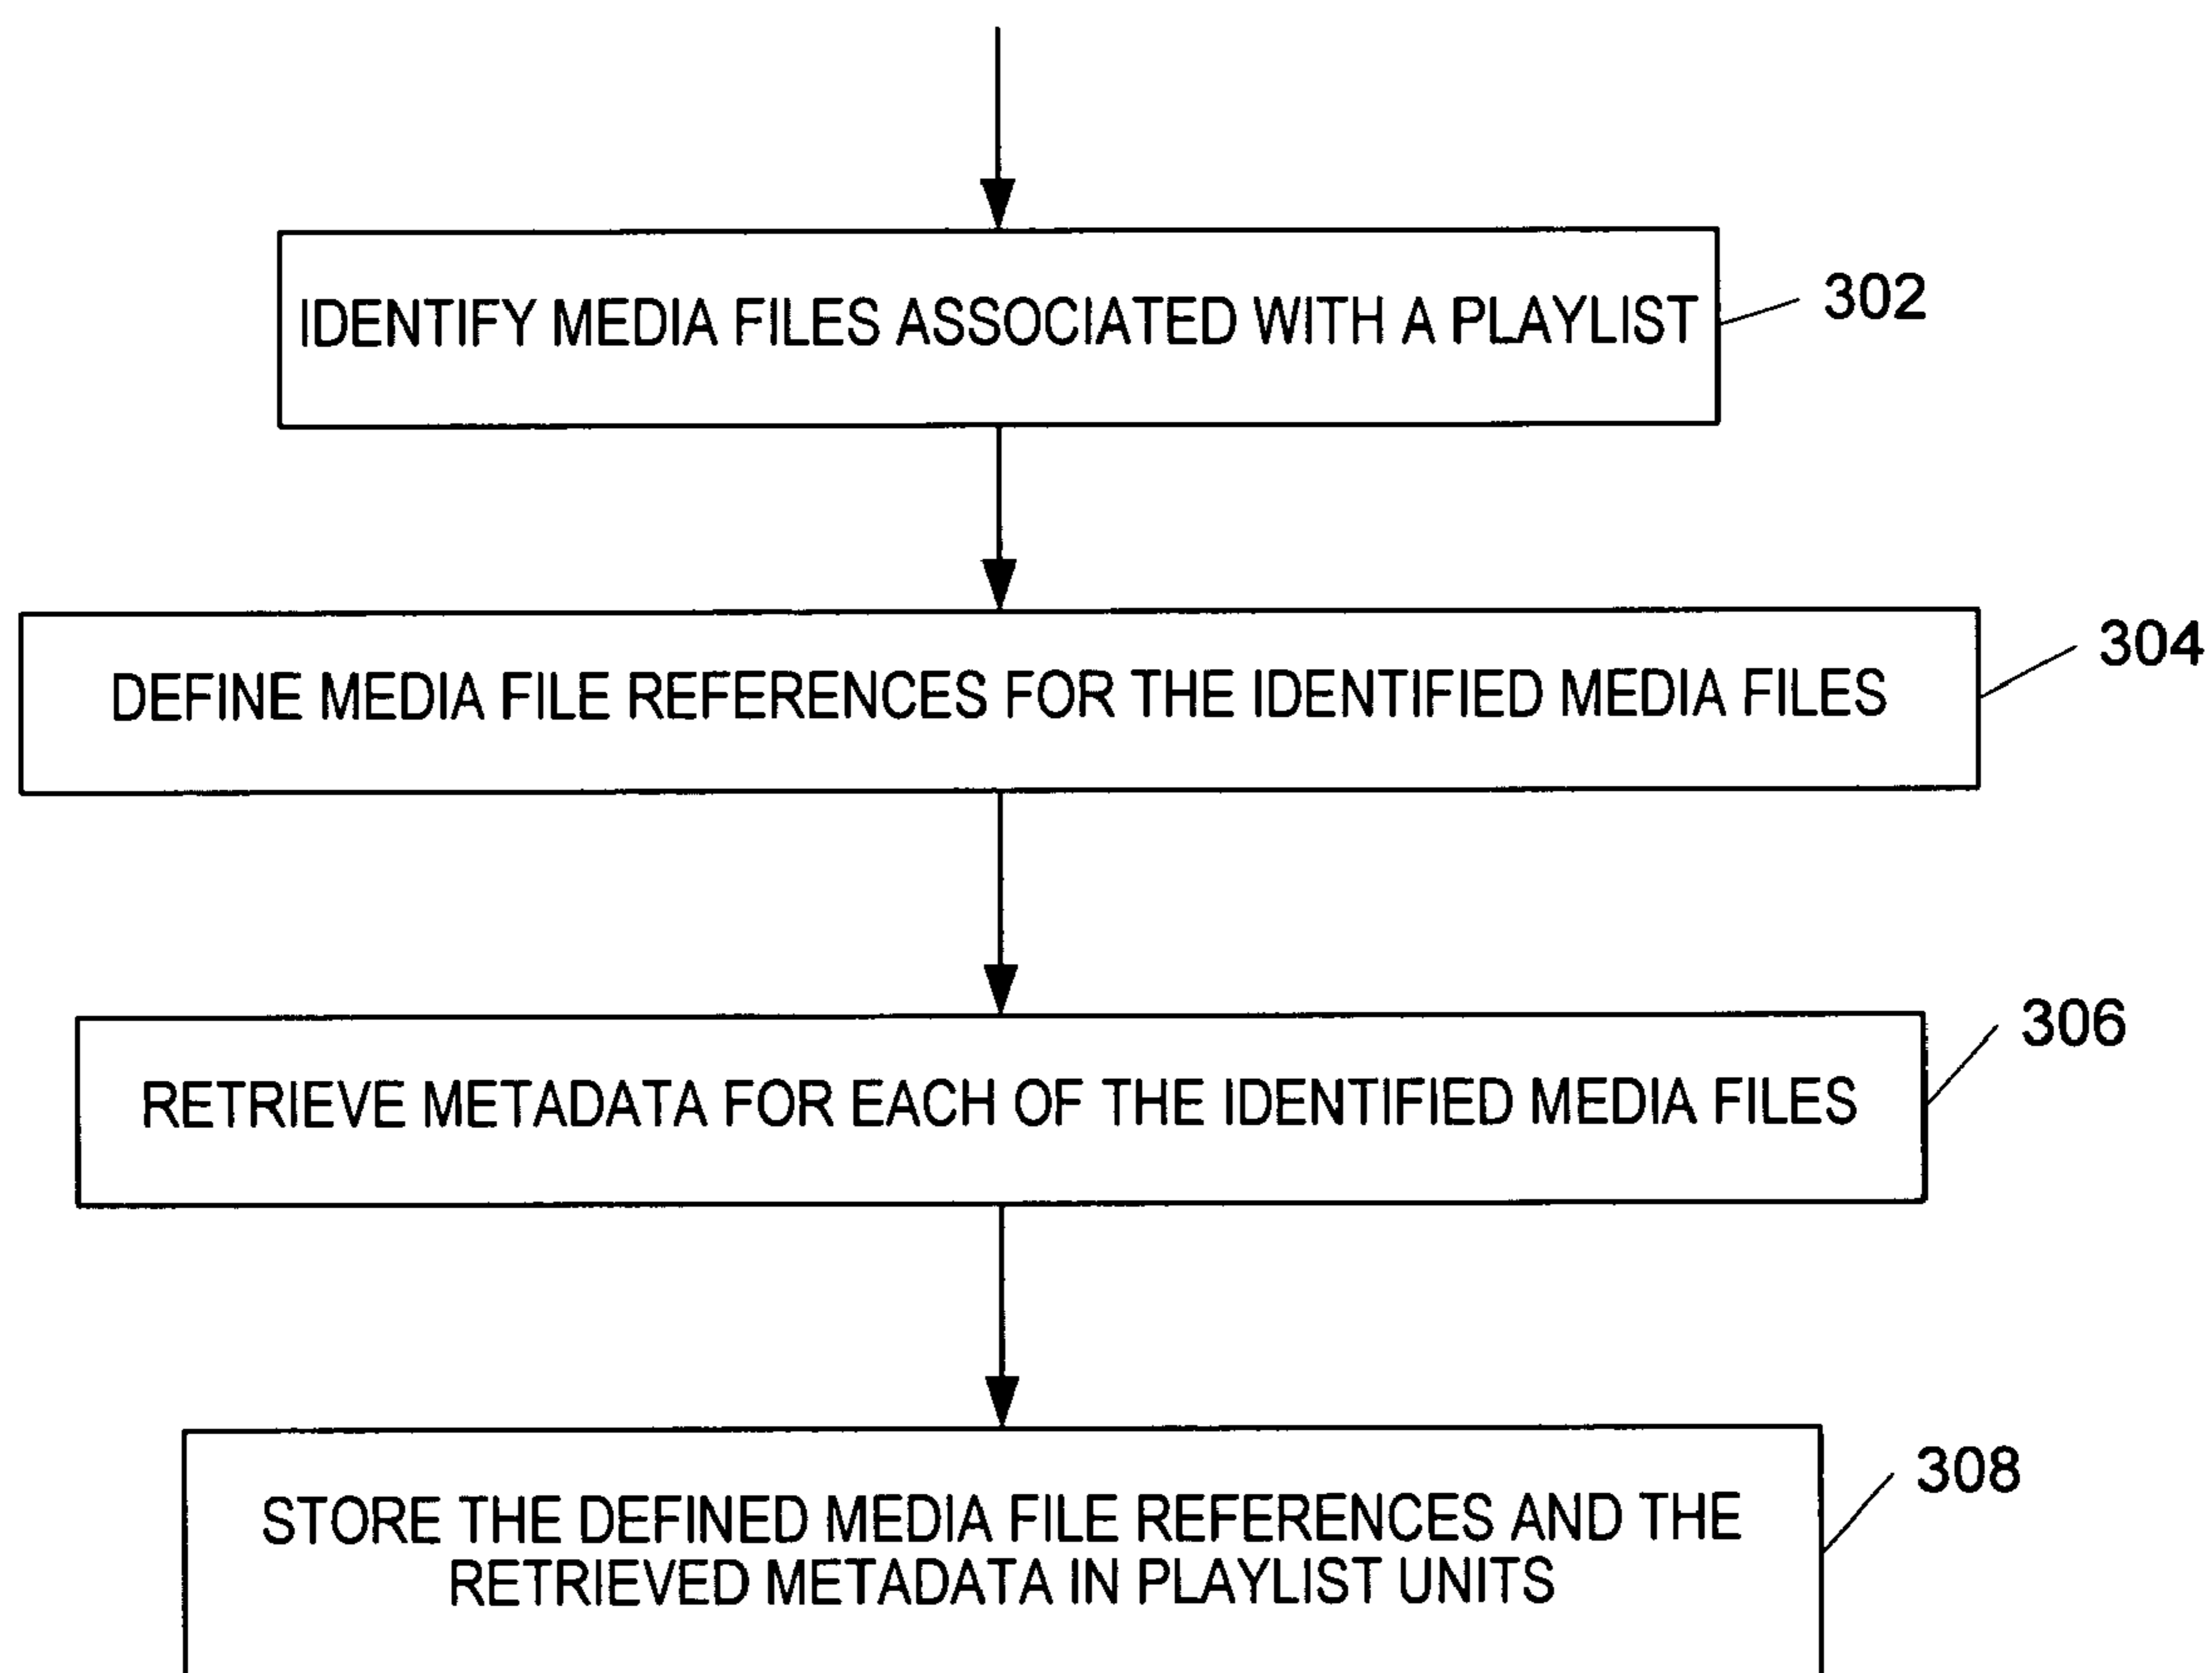 IDENTIFY MEDIA FILES ASSOCIATED WITH A PLAYLIST
302
DEFINE MEDIA FILE REFERENCES FOR THE IDENTIFIED MEDIA FILES
304
RETRIEVE METADATA FOR EACH OF THE IDENTIFIED MEDIA FILES
306
STORE THE DEFINED MEDIA FILE REFERENCES AND THE
RETRIEVED METADATA IN PLAYLIST UNITS
308